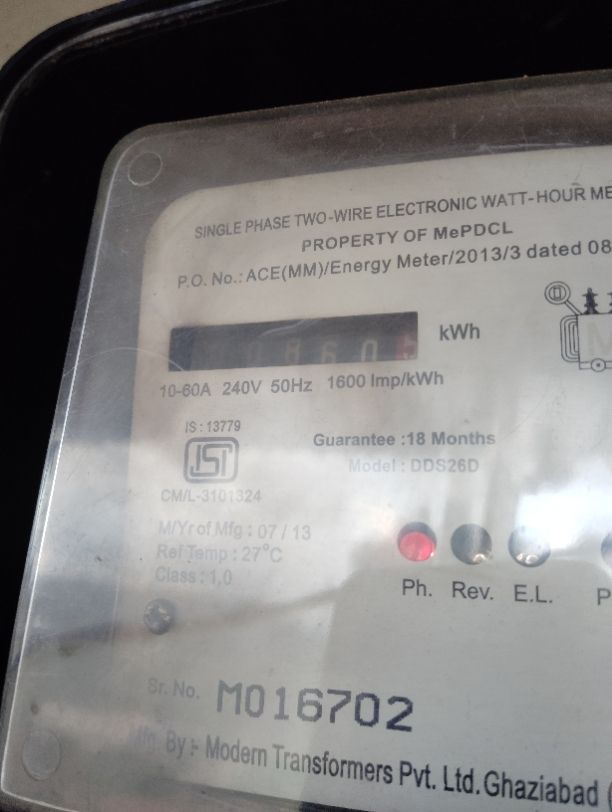 SINGLE PHASE TWO-WIRE ELECTRONIC WATT-HOUR ME
PROPERTY OF MePDCL
P.O. No.: ACE(MM)/Energy Meter/2013/3 dated 08
kWh
10-60A 240V 50Hz 1600 Imp/kWh
IS : 13779
ISI
CM/L-3101324
Guarantee :18 Months
Model : DDS26D
M/Yr of Mfg : 07 / 13
Ref Temp : 27°C
Class : 1.0
Ph. Rev. E.L. P
Sr. No. M016702
By :- Modern Transformers Pvt. Ltd. Ghaziabad